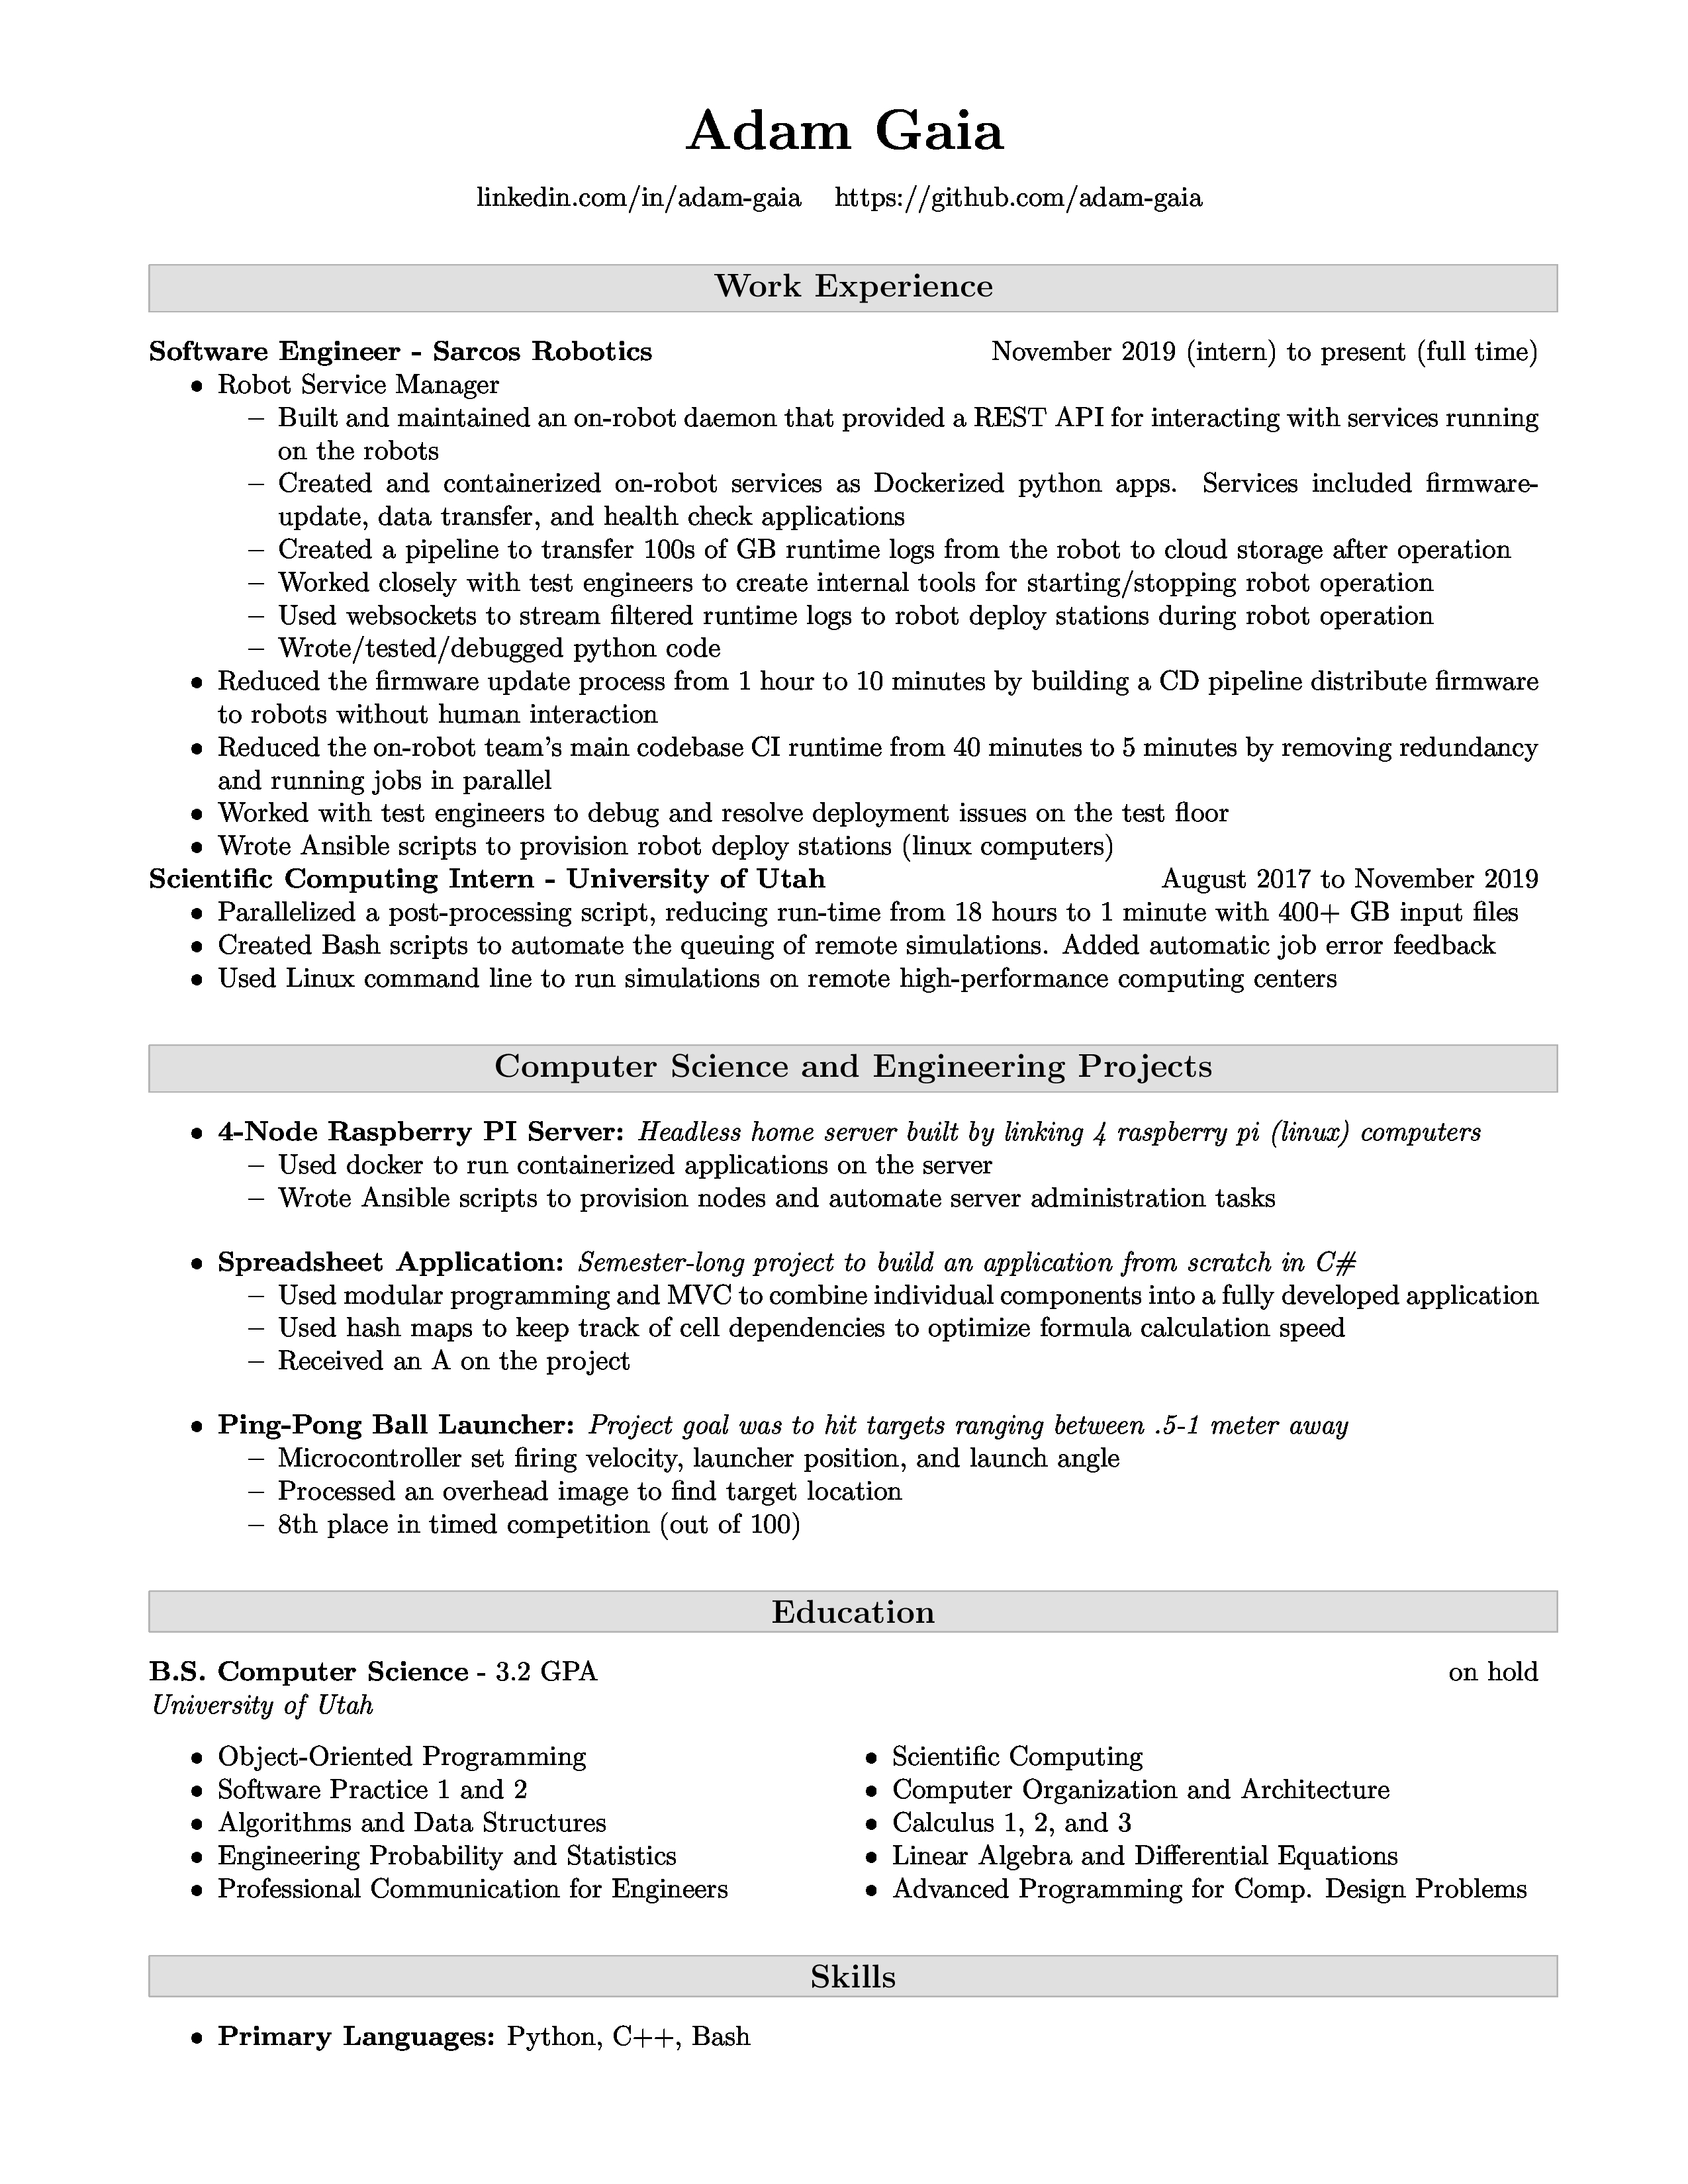 Adam Gaia
linkedin.com/in/adam-gaia https://github.com/adam-gaia
Work Experience
Software Engineer - Sarcos Robotics November 2019 (intern) to present (full time)
• Robot Service Manager
– Built and maintained an on-robot daemon that provided a REST API for interacting with services running
on the robots
– Created and containerized on-robot services as Dockerized python apps. Services included firmware-
update, data transfer, and health check applications
– Created a pipeline to transfer 100s of GB runtime logs from the robot to cloud storage after operation
– Worked closely with test engineers to create internal tools for starting/stopping robot operation
– Used websockets to stream filtered runtime logs to robot deploy stations during robot operation
– Wrote/tested/debugged python code
• Reduced the firmware update process from 1 hour to 10 minutes by building a CD pipeline distribute firmware
to robots without human interaction
• Reduced the on-robot team's main codebase CI runtime from 40 minutes to 5 minutes by removing redundancy
and running jobs in parallel
• Worked with test engineers to debug and resolve deployment issues on the test floor
• Wrote Ansible scripts to provision robot deploy stations (linux computers)
Scientific Computing Intern - University of Utah August 2017 to November 2019
• Parallelized a post-processing script, reducing run-time from 18 hours to 1 minute with 400+ GB input files
• Created Bash scripts to automate the queuing of remote simulations. Added automatic job error feedback
• Used Linux command line to run simulations on remote high-performance computing centers
Computer Science and Engineering Projects
• 4-Node Raspberry PI Server: Headless home server built by linking 4 raspberry pi (linux) computers
– Used docker to run containerized applications on the server
– Wrote Ansible scripts to provision nodes and automate server administration tasks
• Spreadsheet Application: Semester-long project to build an application from scratch in C#
– Used modular programming and MVC to combine individual components into a fully developed application
– Used hash maps to keep track of cell dependencies to optimize formula calculation speed
– Received an A on the project
• Ping-Pong Ball Launcher: Project goal was to hit targets ranging between .5-1 meter away
– Microcontroller set firing velocity, launcher position, and launch angle
– Processed an overhead image to find target location
– 8th place in timed competition (out of 100)
Education
B.S. Computer Science - 3.2 GPA on hold
University of Utah
• Object-Oriented Programming
• Software Practice 1 and 2
• Algorithms and Data Structures
• Engineering Probability and Statistics
• Professional Communication for Engineers
• Scientific Computing
• Computer Organization and Architecture
• Calculus 1, 2, and 3
• Linear Algebra and Differential Equations
• Advanced Programming for Comp. Design Problems
Skills
• Primary Languages: Python, C++, Bash